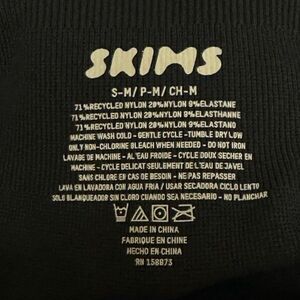 SKIMS
S-M/ P-M/ CH-M
71%RECYCLED NYLON 20%NYLON 9%ELASTANE
71%RECYCLED NYLON 20%NYLON 9%ELASTHANNE
71%RECYCLED NYLON 20%NYLON 9%ELASTANO
MACHINE WASH COLD - GENTLE CYCLE - TUMBLE DRY LOW
ONLY NON-CHLORINE BLEACH WHEN NEEDED - DO NOT IRON
LAVAGE DE MACHINE - AL'EAU FROIDE - CYCLE DOUX SECHER EN
MACHINE - CYCLE DELICAT SEULEMENT DE L'EAU DE JAVEL
SANS CHLORE EN CAS DE BESOIN - NE PAS REPASSER
LAVA EN LAVADORA CON AGUA FRIA / USAR SECADORA CICLO LENTO
SOLO BLANQUEADOR SIN CLORO CUANDO SEA NECESARIO - NO PLANCHAR
MADE IN CHINA
FABRIQUE EN CHINE
HECHO EN CHINA
RN 158873